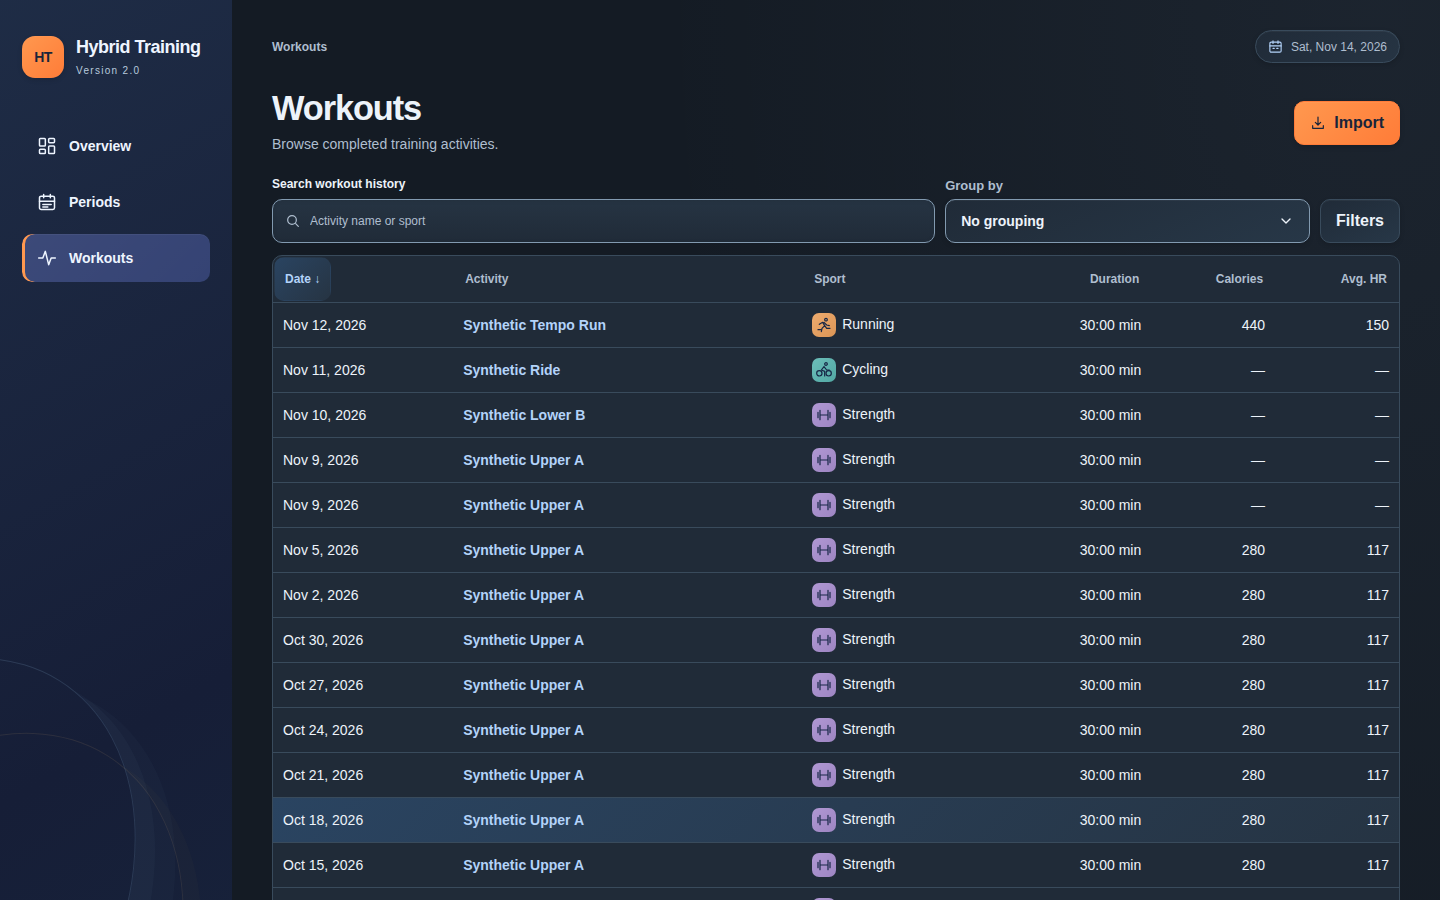 HT
Hybrid Training
Version 2.0
Overview
Periods
Workouts
Workouts
Sat, Nov 14, 2026
Workouts
Browse completed training activities.
Import
Search workout history
Group by
Activity name or sport
No grouping
Filters
Date ↓ Activity Sport Duration Calories Avg. HR
Nov 12, 2026 Synthetic Tempo Run Running 30:00 min 440 150
Nov 11, 2026 Synthetic Ride Cycling 30:00 min — —
Nov 10, 2026 Synthetic Lower B Strength 30:00 min — —
Nov 9, 2026 Synthetic Upper A Strength 30:00 min — —
Nov 9, 2026 Synthetic Upper A Strength 30:00 min — —
Nov 5, 2026 Synthetic Upper A Strength 30:00 min 280 117
Nov 2, 2026 Synthetic Upper A Strength 30:00 min 280 117
Oct 30, 2026 Synthetic Upper A Strength 30:00 min 280 117
Oct 27, 2026 Synthetic Upper A Strength 30:00 min 280 117
Oct 24, 2026 Synthetic Upper A Strength 30:00 min 280 117
Oct 21, 2026 Synthetic Upper A Strength 30:00 min 280 117
Oct 18, 2026 Synthetic Upper A Strength 30:00 min 280 117
Oct 15, 2026 Synthetic Upper A Strength 30:00 min 280 117